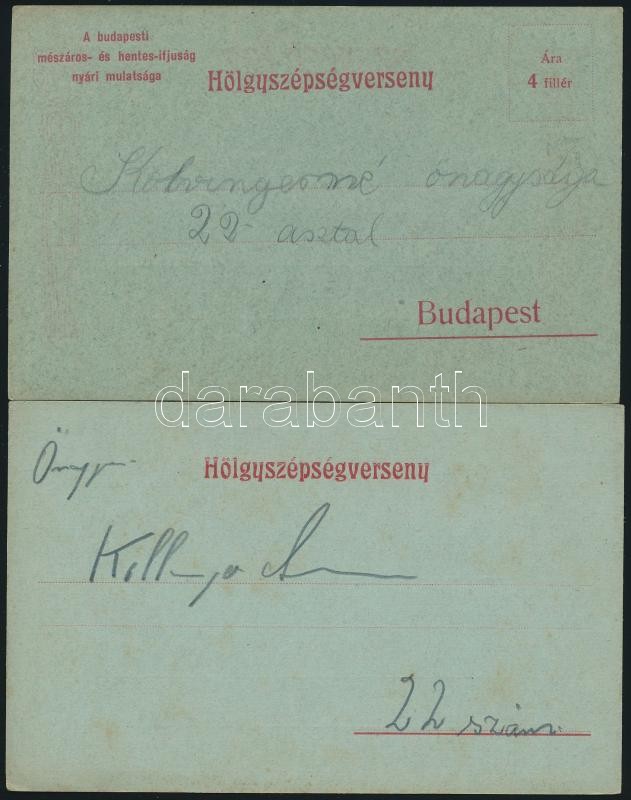 A budapesti
mészáros- és hentes-ifjuság
nyári mulatsága
Hölgyszépségverseny
Ára
4 fillér
önagysága
22 asztal
Budapest
darabanth
Hölgyszépségverseny
22 szám